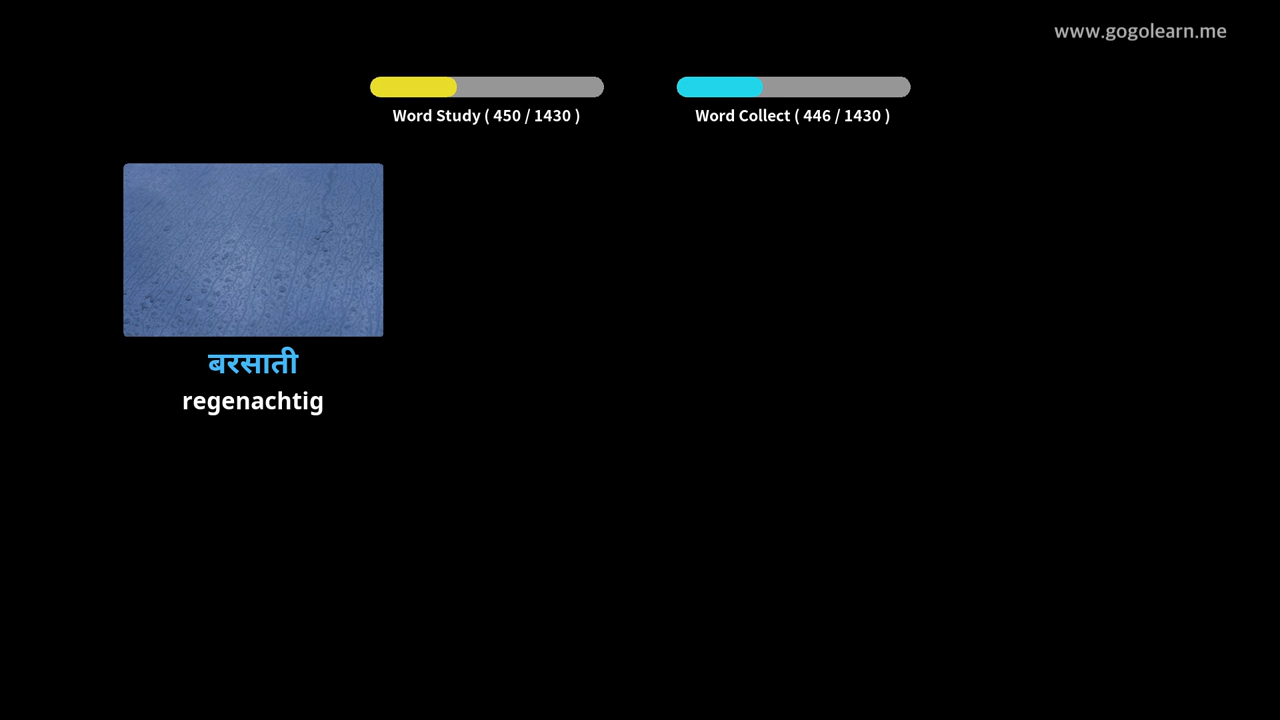 www.gogolearn.me
Word Study ( 450 / 1430 )
Word Collect ( 446 / 1430 )
बरसाती
regenachtig